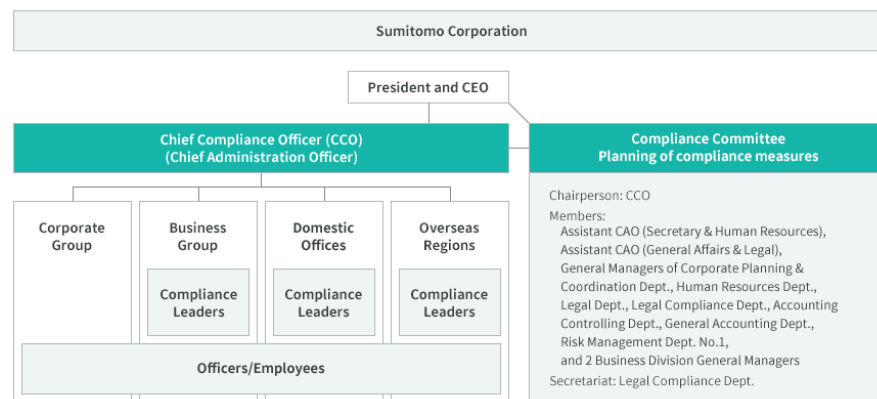 Sumitomo Corporation
President and CEO
Chief Compliance Officer (CCO)
(Chief Administration Officer)
Compliance Committee
Planning of compliance measures
Corporate
Group
Business
Group
Domestic
Offices
Overseas
Regions
Compliance
Leaders
Compliance
Leaders
Compliance
Leaders
Officers/Employees
Chairperson: CCO
Members:
Assistant CAO (Secretary & Human Resources),
Assistant CAO (General Affairs & Legal),
General Managers of Corporate Planning &
Coordination Dept., Human Resources Dept.,
Legal Dept., Legal Compliance Dept., Accounting
Controlling Dept., General Accounting Dept.,
Risk Management Dept. No.1,
and 2 Business Division General Managers
Secretariat: Legal Compliance Dept.